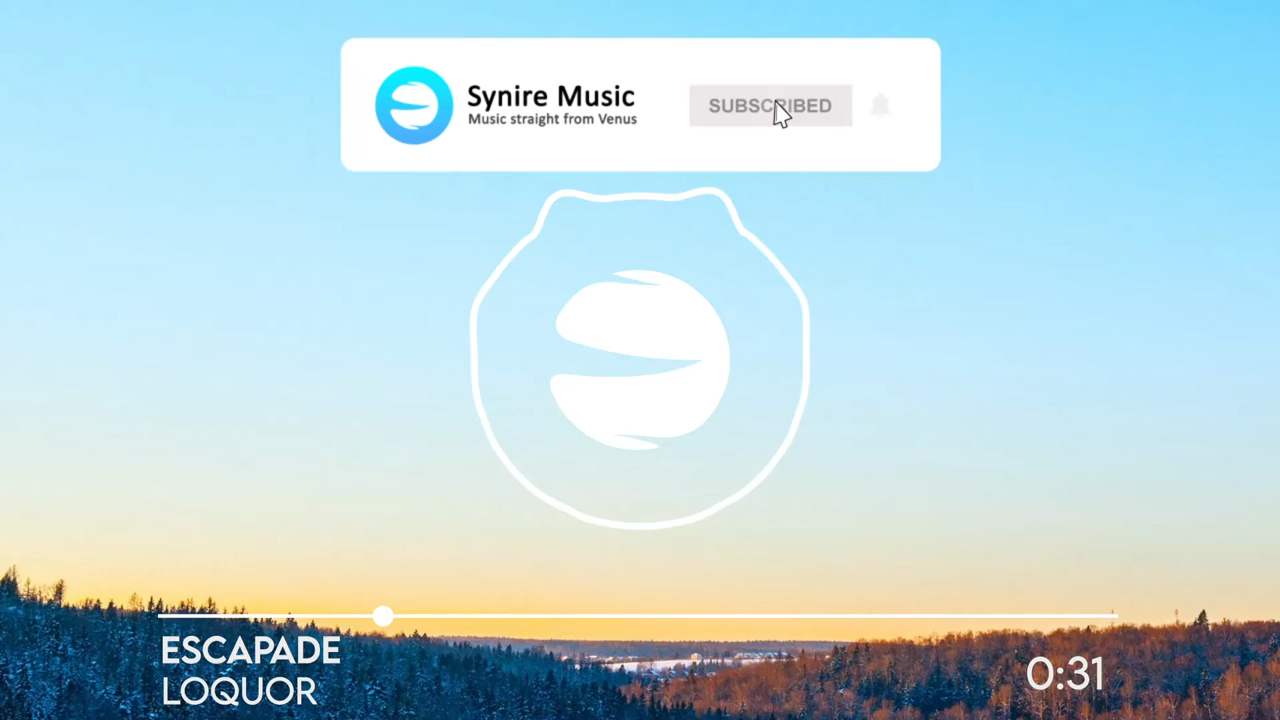 Synire Music
Music straight from Venus
SUBSCRIBED
ESCAPADE
LOQUOR
0:31